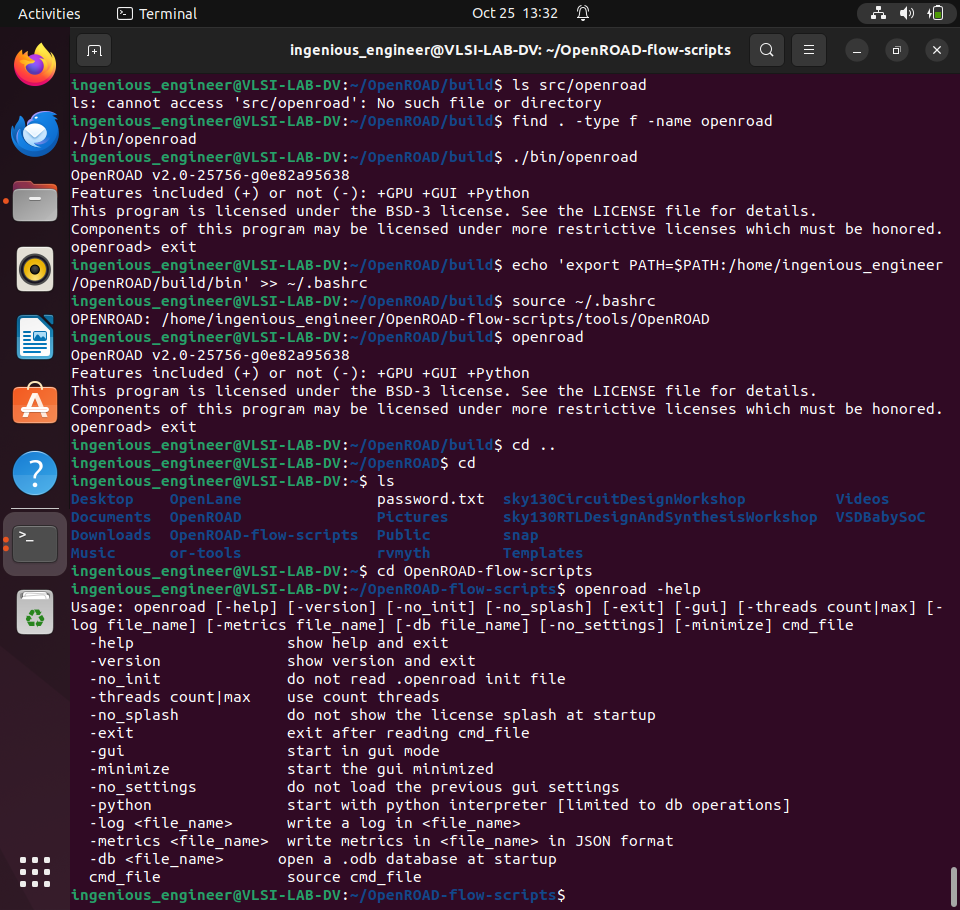 Activities Terminal Oct 25 13:32
ingenious_engineer@VLSI-LAB-DV: ~/OpenROAD-flow-scripts
ingenious_engineer@VLSI-LAB-DV:~/OpenROAD/build$ ls src/openroad
ls: cannot access 'src/openroad': No such file or directory
ingenious_engineer@VLSI-LAB-DV:~/OpenROAD/build$ find . -type f -name openroad
./bin/openroad
ingenious_engineer@VLSI-LAB-DV:~/OpenROAD/build$ ./bin/openroad
OpenROAD v2.0-25756-g0e82a95638
Features included (+) or not (-): +GPU +GUI +Python
This program is licensed under the BSD-3 license. See the LICENSE file for details.
Components of this program may be licensed under more restrictive licenses which must be honored.
openroad> exit
ingenious_engineer@VLSI-LAB-DV:~/OpenROAD/build$ echo 'export PATH=$PATH:/home/ingenious_engineer
/OpenROAD/build/bin' >> ~/.bashrc
ingenious_engineer@VLSI-LAB-DV:~/OpenROAD/build$ source ~/.bashrc
OPENROAD: /home/ingenious_engineer/OpenROAD-flow-scripts/tools/OpenROAD
ingenious_engineer@VLSI-LAB-DV:~/OpenROAD/build$ openroad
OpenROAD v2.0-25756-g0e82a95638
Features included (+) or not (-): +GPU +GUI +Python
This program is licensed under the BSD-3 license. See the LICENSE file for details.
Components of this program may be licensed under more restrictive licenses which must be honored.
openroad> exit
ingenious_engineer@VLSI-LAB-DV:~/OpenROAD/build$ cd ..
ingenious_engineer@VLSI-LAB-DV:~/OpenROAD$ cd
ingenious_engineer@VLSI-LAB-DV:~$ ls
Desktop OpenLane password.txt sky130CircuitDesignWorkshop Videos
Documents OpenROAD Pictures sky130RTLDesignAndSynthesisWorkshop VSDBabySoC
Downloads OpenROAD-flow-scripts Public snap
Music or-tools rvmyth Templates
ingenious_engineer@VLSI-LAB-DV:~$ cd OpenROAD-flow-scripts
ingenious_engineer@VLSI-LAB-DV:~/OpenROAD-flow-scripts$ openroad -help
Usage: openroad [-help] [-version] [-no_init] [-no_splash] [-exit] [-gui] [-threads count|max] [-
log file_name] [-metrics file_name] [-db file_name] [-no_settings] [-minimize] cmd_file
-help show help and exit
-version show version and exit
-no_init do not read .openroad init file
-threads count|max use count threads
-no_splash do not show the license splash at startup
-exit exit after reading cmd_file
-gui start in gui mode
-minimize start the gui minimized
-no_settings do not load the previous gui settings
-python start with python interpreter [limited to db operations]
-log <file_name> write a log in <file_name>
-metrics <file_name> write metrics in <file_name> in JSON format
-db <file_name> open a .odb database at startup
cmd_file source cmd_file
ingenious_engineer@VLSI-LAB-DV:~/OpenROAD-flow-scripts$